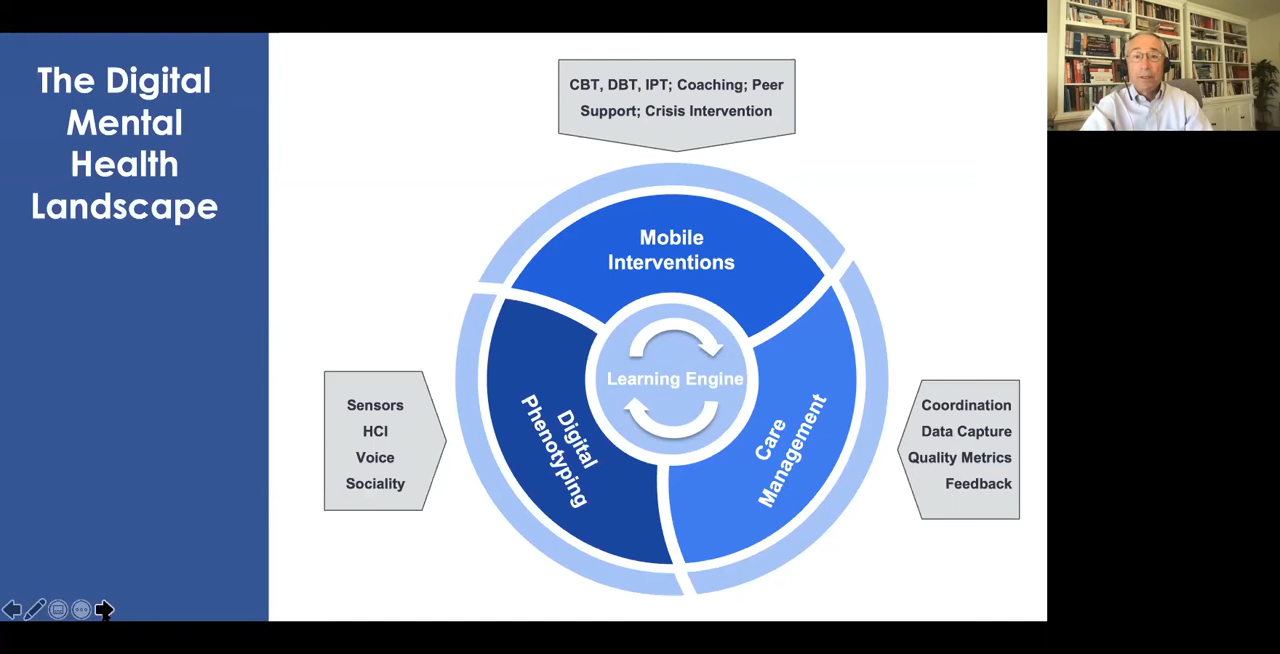 The Digital
Mental
Health
Landscape
CBT, DBT, IPT; Coaching; Peer
Support; Crisis Intervention
Mobile
Interventions
Learning Engine
Digital
Phenotyping
Care
Management
Sensors
HCI
Voice
Sociality
Coordination
Data Capture
Quality Metrics
Feedback